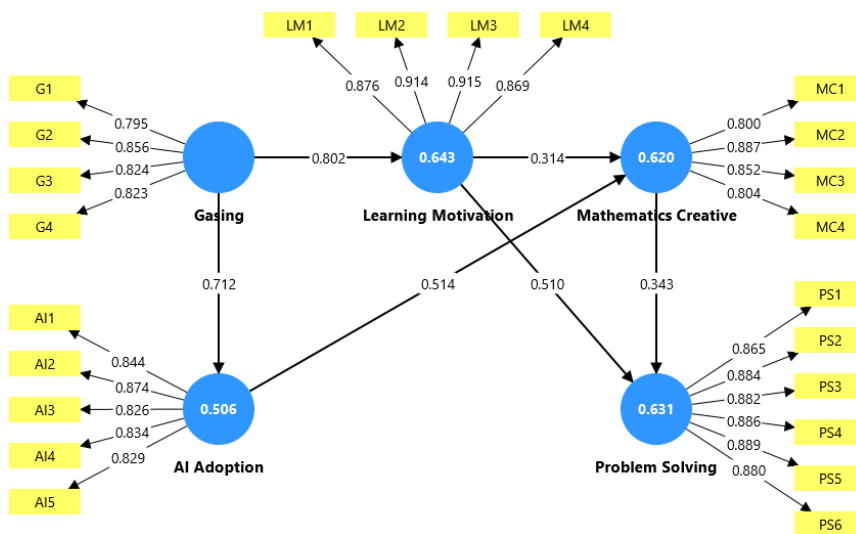 LM1
LM2
LM3
LM4
0.876
0.914
0.915
0.869
G1
G2
G3
G4
0.795
0.856
0.824
0.823
Gasing
0.802
0.643
Learning Motivation
0.314
0.620
Mathematics Creative
0.800
0.887
0.852
0.804
MC1
MC2
MC3
MC4
0.712
0.514
0.510
0.343
AI1
AI2
AI3
AI4
AI5
0.844
0.874
0.826
0.834
0.829
0.506
AI Adoption
0.631
Problem Solving
0.865
0.884
0.882
0.886
0.889
0.880
PS1
PS2
PS3
PS4
PS5
PS6